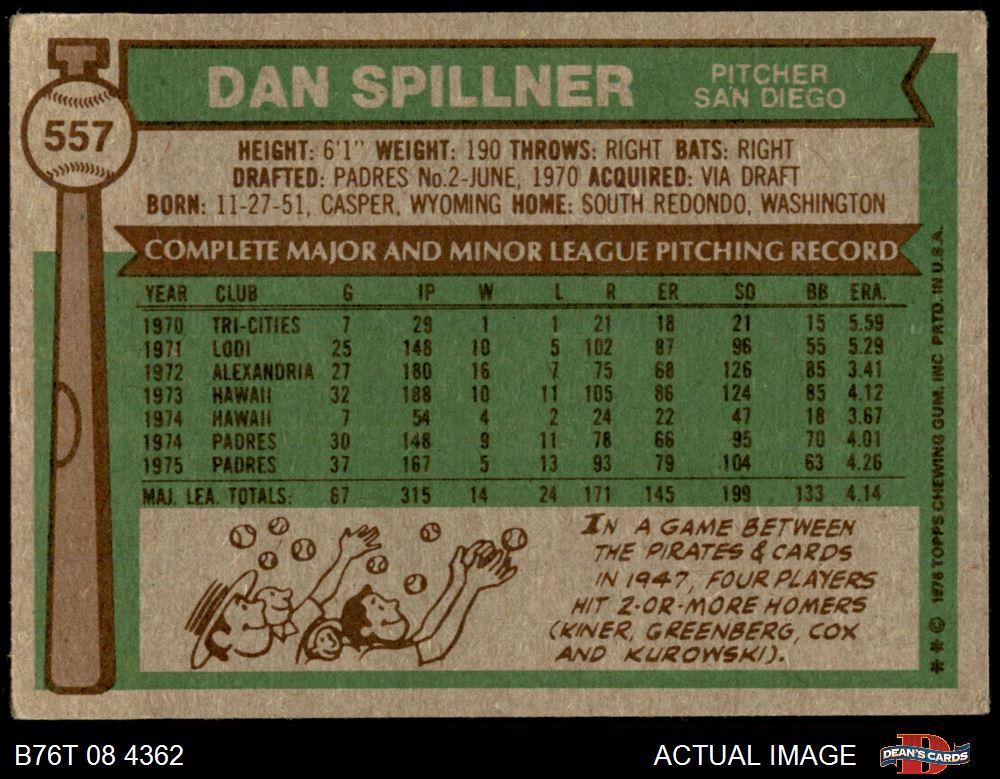 557
DAN SPILLNER
PITCHER
SAN DIEGO
HEIGHT: 6'1" WEIGHT: 190 THROWS: RIGHT BATS: RIGHT
DRAFTED: PADRES No.2-JUNE, 1970 ACQUIRED: VIA DRAFT
BORN: 11-27-51, CASPER, WYOMING HOME: SOUTH REDONDO, WASHINGTON
COMPLETE MAJOR AND MINOR LEAGUE PITCHING RECORD
YEAR CLUB G IP W L R ER SO BB ERA.
1970 TRI-CITIES 7 29 1 1 21 18 21 15 5.59
1971 LODI 25 148 10 5 102 87 96 55 5.29
1972 ALEXANDRIA 27 180 16 7 75 68 126 85 3.41
1973 HAWAII 32 188 10 11 105 86 124 85 4.12
1974 HAWAII 7 54 4 2 24 22 47 18 3.67
1974 PADRES 30 148 9 11 78 66 95 70 4.01
1975 PADRES 37 167 5 13 93 79 104 63 4.26
MAJ. LEA. TOTALS: 67 315 14 24 171 145 199 133 4.14
IN A GAME BETWEEN
THE PIRATES & CARDS
IN 1947, FOUR PLAYERS
HIT 2-OR-MORE HOMERS
(KINER, GREENBERG, COX
AND KUROWSKI).
* * © 1976 TOPPS CHEWING GUM, INC PRTD. IN U.S.A.
B76T 08 4362
ACTUAL IMAGE
DEAN'S CARDS